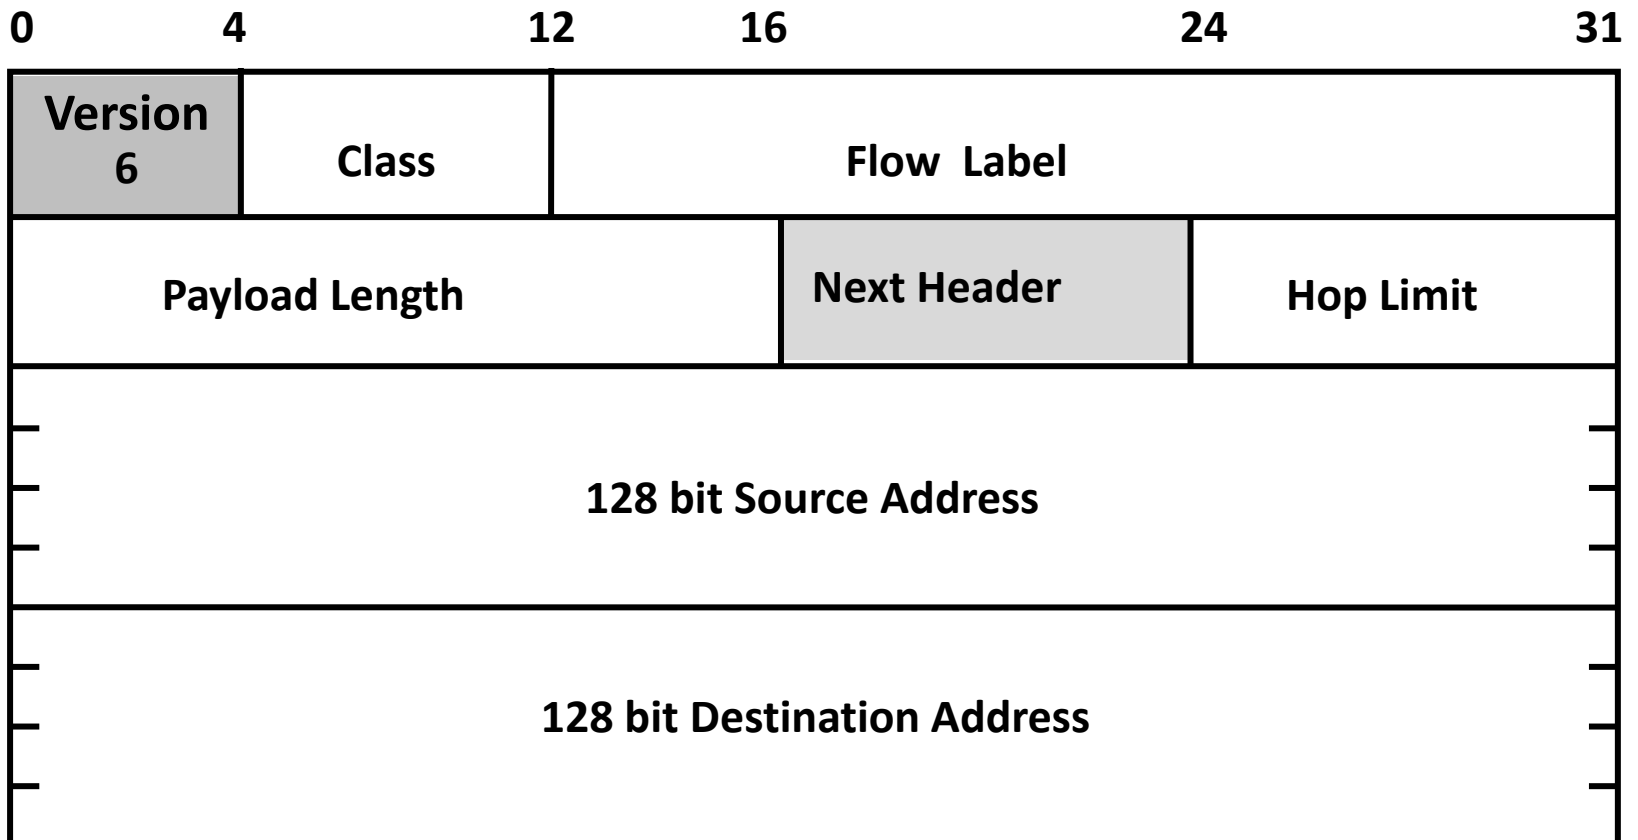 0 4 12 16 24 31
Version
6
Class
Flow Label
Payload Length
Next Header
Hop Limit
128 bit Source Address
128 bit Destination Address